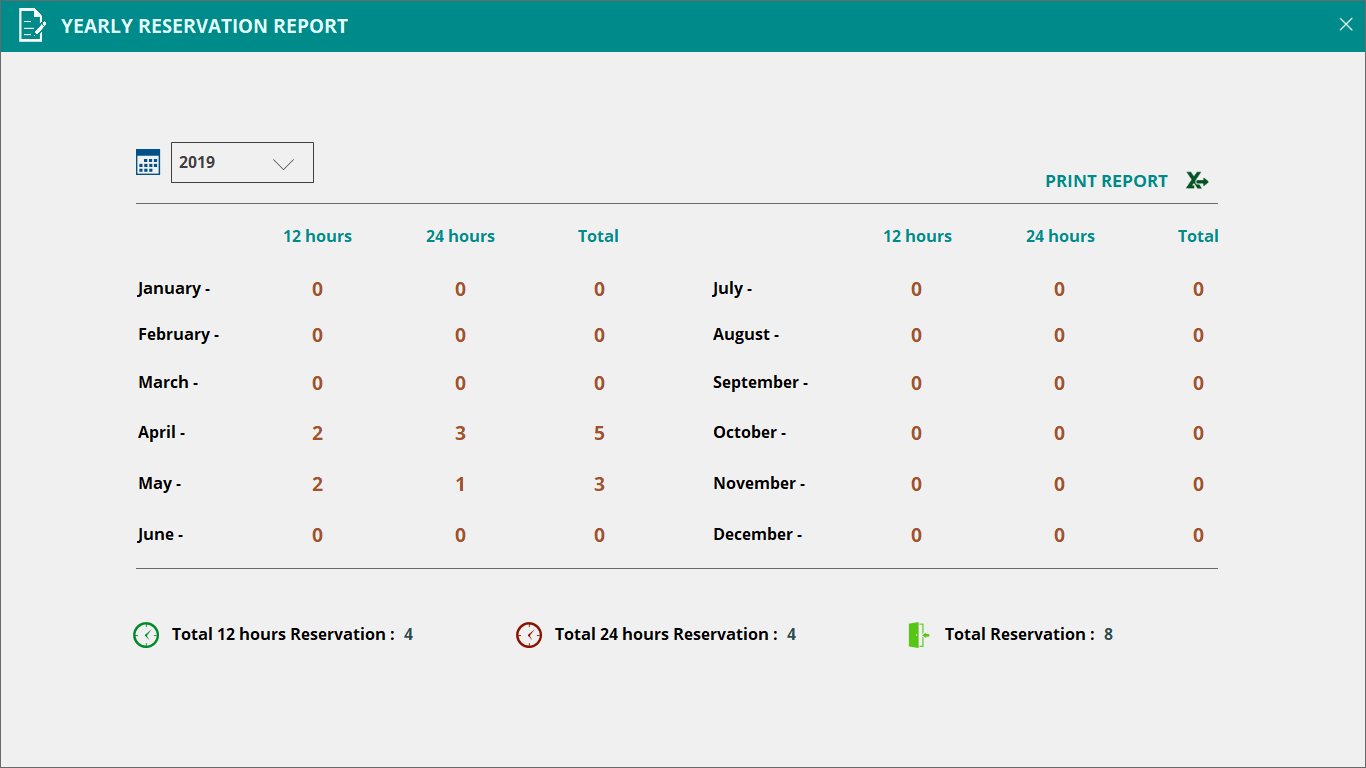 YEARLY RESERVATION REPORT
2019
PRINT REPORT
12 hours 24 hours Total 12 hours 24 hours Total
January - 0 0 0 July - 0 0 0
February - 0 0 0 August - 0 0 0
March - 0 0 0 September - 0 0 0
April - 2 3 5 October - 0 0 0
May - 2 1 3 November - 0 0 0
June - 0 0 0 December - 0 0 0
Total 12 hours Reservation : 4 Total 24 hours Reservation : 4 Total Reservation : 8